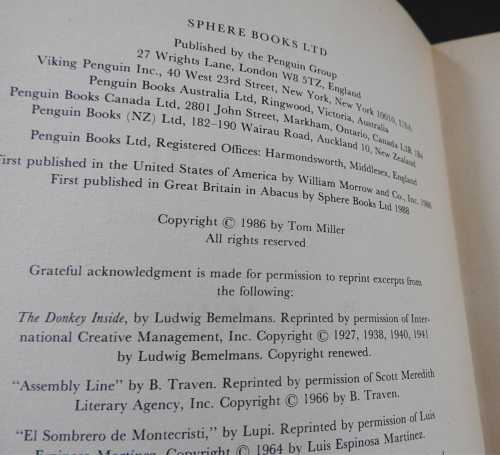 SPHERE BOOKS LTD
Published by the Penguin Group
27 Wrights Lane, London W8 5TZ, England
Viking Penguin Inc., 40 West 23rd Street, New York, New York 10010, USA
Penguin Books Australia Ltd, Ringwood, Victoria, Australia
Penguin Books Canada Ltd, 2801 John Street, Markham, Ontario, Canada L3R 1B4
Penguin Books (NZ) Ltd, 182–190 Wairau Road, Auckland 10, New Zealand
Penguin Books Ltd, Registered Offices: Harmondsworth, Middlesex, England
First published in the United States of America by William Morrow and Co., Inc. 1986
First published in Great Britain in Abacus by Sphere Books Ltd 1988
Copyright © 1986 by Tom Miller
All rights reserved
Grateful acknowledgment is made for permission to reprint excerpts from
the following:
The Donkey Inside, by Ludwig Bemelmans. Reprinted by permission of Inter-
national Creative Management, Inc. Copyright © 1927, 1938, 1940, 1941
by Ludwig Bemelmans. Copyright renewed.
"Assembly Line" by B. Traven. Reprinted by permission of Scott Meredith
Literary Agency, Inc. Copyright © 1966 by B. Traven.
"El Sombrero de Montecristi," by Lupi. Reprinted by permission of Luis
Espinosa Martínez. Copyright © 1964 by Luis Espinosa Martínez.